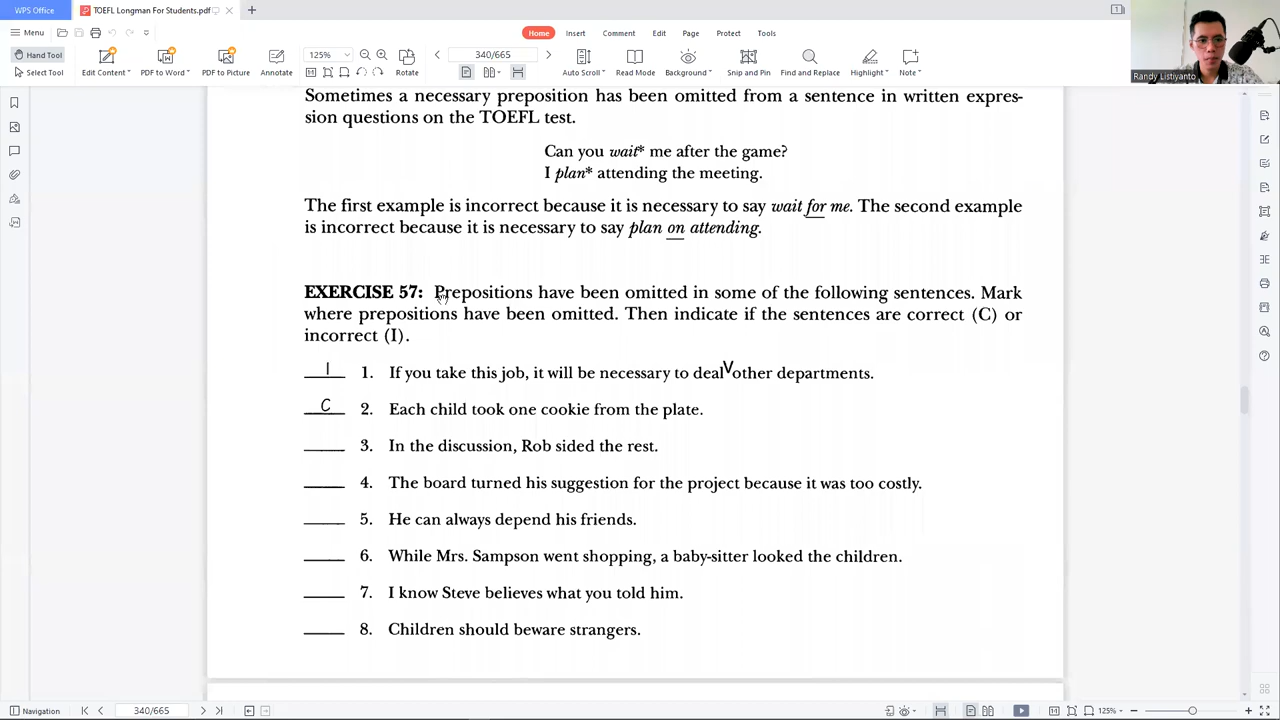 WPS Office
TOEFL Longman For Students.pdf
Menu
Home
Insert
Comment
Edit
Page
Protect
Tools
Hand Tool
Select Tool
Edit Content
PDF to Word
PDF to Picture
Annotate
125%
Rotate
340/665
Auto Scroll
Read Mode
Background
Snip and Pin
Find and Replace
Highlight
Note
Randy Listiyanto
Sometimes a necessary preposition has been omitted from a sentence in written expres-
sion questions on the TOEFL test.
Can you wait* me after the game?
I plan* attending the meeting.
The first example is incorrect because it is necessary to say wait for me. The second example
is incorrect because it is necessary to say plan on attending.
EXERCISE 57: Prepositions have been omitted in some of the following sentences. Mark
where prepositions have been omitted. Then indicate if the sentences are correct (C) or
incorrect (I).
I 1. If you take this job, it will be necessary to deal V other departments.
C 2. Each child took one cookie from the plate.
3. In the discussion, Rob sided the rest.
4. The board turned his suggestion for the project because it was too costly.
5. He can always depend his friends.
6. While Mrs. Sampson went shopping, a baby-sitter looked the children.
7. I know Steve believes what you told him.
8. Children should beware strangers.
Navigation
340/665
125%